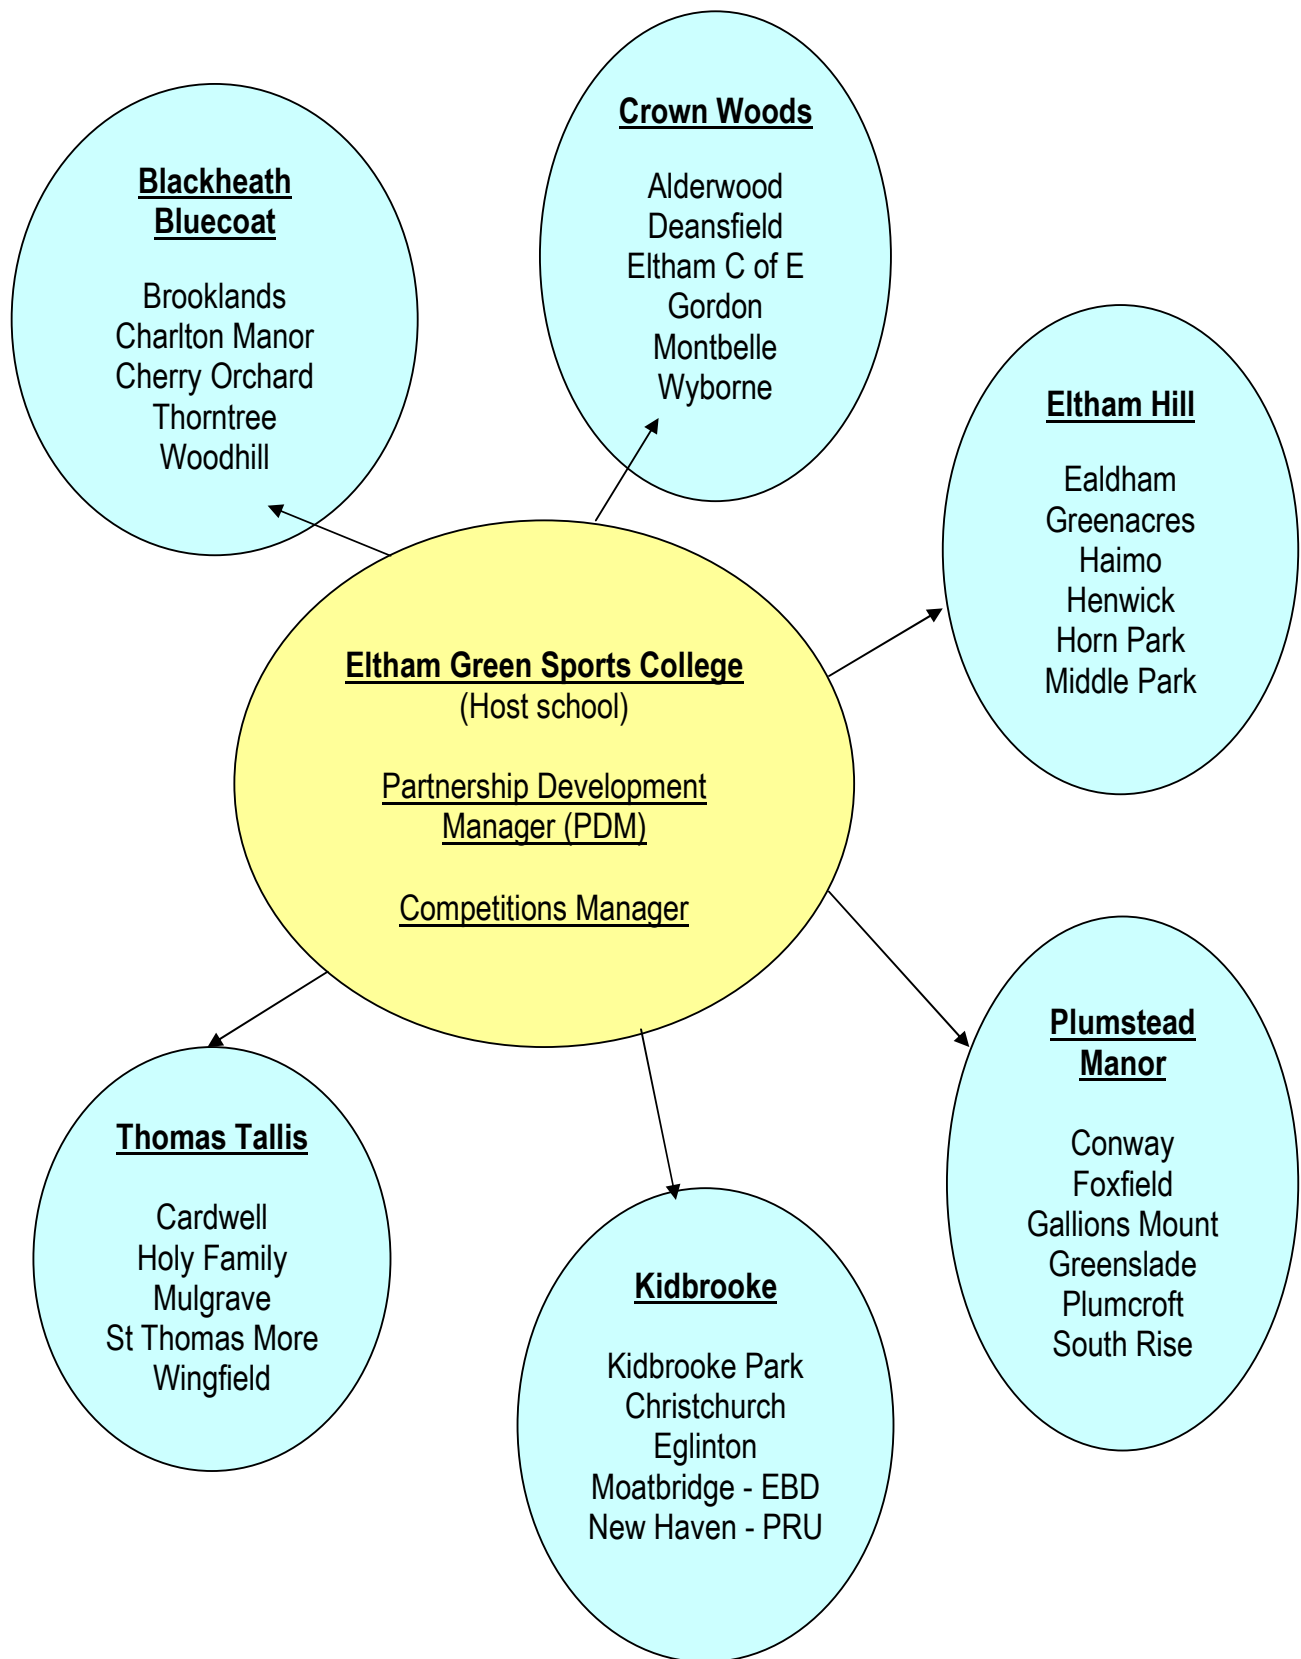 Crown Woods
Alderwood
Deansfield
Eltham C of E
Gordon
Montbelle
Wyborne
Blackheath
Bluecoat
Brooklands
Charlton Manor
Cherry Orchard
Thorntree
Woodhill
Eltham Hill
Ealdham
Greenacres
Haimo
Henwick
Horn Park
Middle Park
Eltham Green Sports College
(Host school)
Partnership Development
Manager (PDM)
Competitions Manager
Plumstead
Manor
Conway
Foxfield
Gallions Mount
Greenslade
Plumcroft
South Rise
Thomas Tallis
Cardwell
Holy Family
Mulgrave
St Thomas More
Wingfield
Kidbrooke
Kidbrooke Park
Christchurch
Eglinton
Moatbridge - EBD
New Haven - PRU